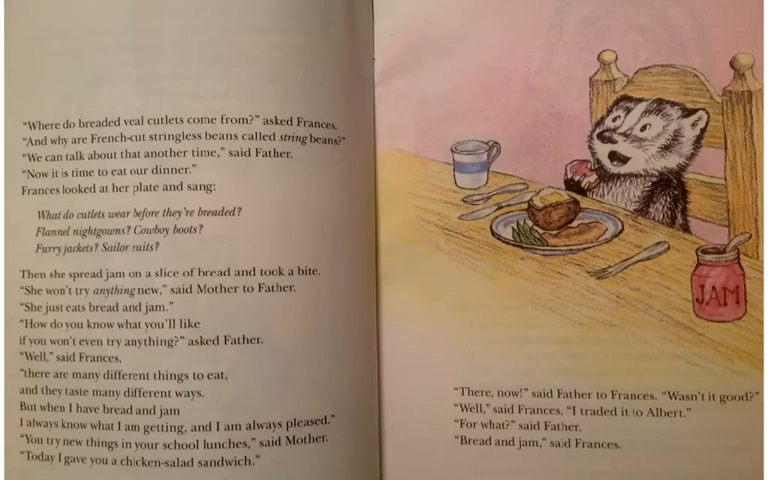 “Where do breaded veal cutlets come from?” asked Frances.
“And why are French-cut stringless beans called string beans?”
“We can talk about that another time,” said Father.
“Now it is time to eat our dinner.”
Frances looked at her plate and sang:
What do cutlets wear before they’re breaded?
Flannel nightgowns? Cowboy boots?
Furry jackets? Sailor suits?
Then she spread jam on a slice of bread and took a bite.
“She won’t try anything new,” said Mother to Father.
“She just eats bread and jam.”
“How do you know what you’ll like
if you won’t even try anything?” asked Father.
“Well,” said Frances,
“there are many different things to eat,
and they taste many different ways.
But when I have bread and jam
I always know what I am getting, and I am always pleased.”
“You try new things in your school lunches,” said Mother.
“Today I gave you a chicken-salad sandwich.”
JAM
“There, now!” said Father to Frances. “Wasn’t it good?”
“Well,” said Frances, “I traded it to Albert.”
“For what?” said Father.
“Bread and jam,” said Frances.